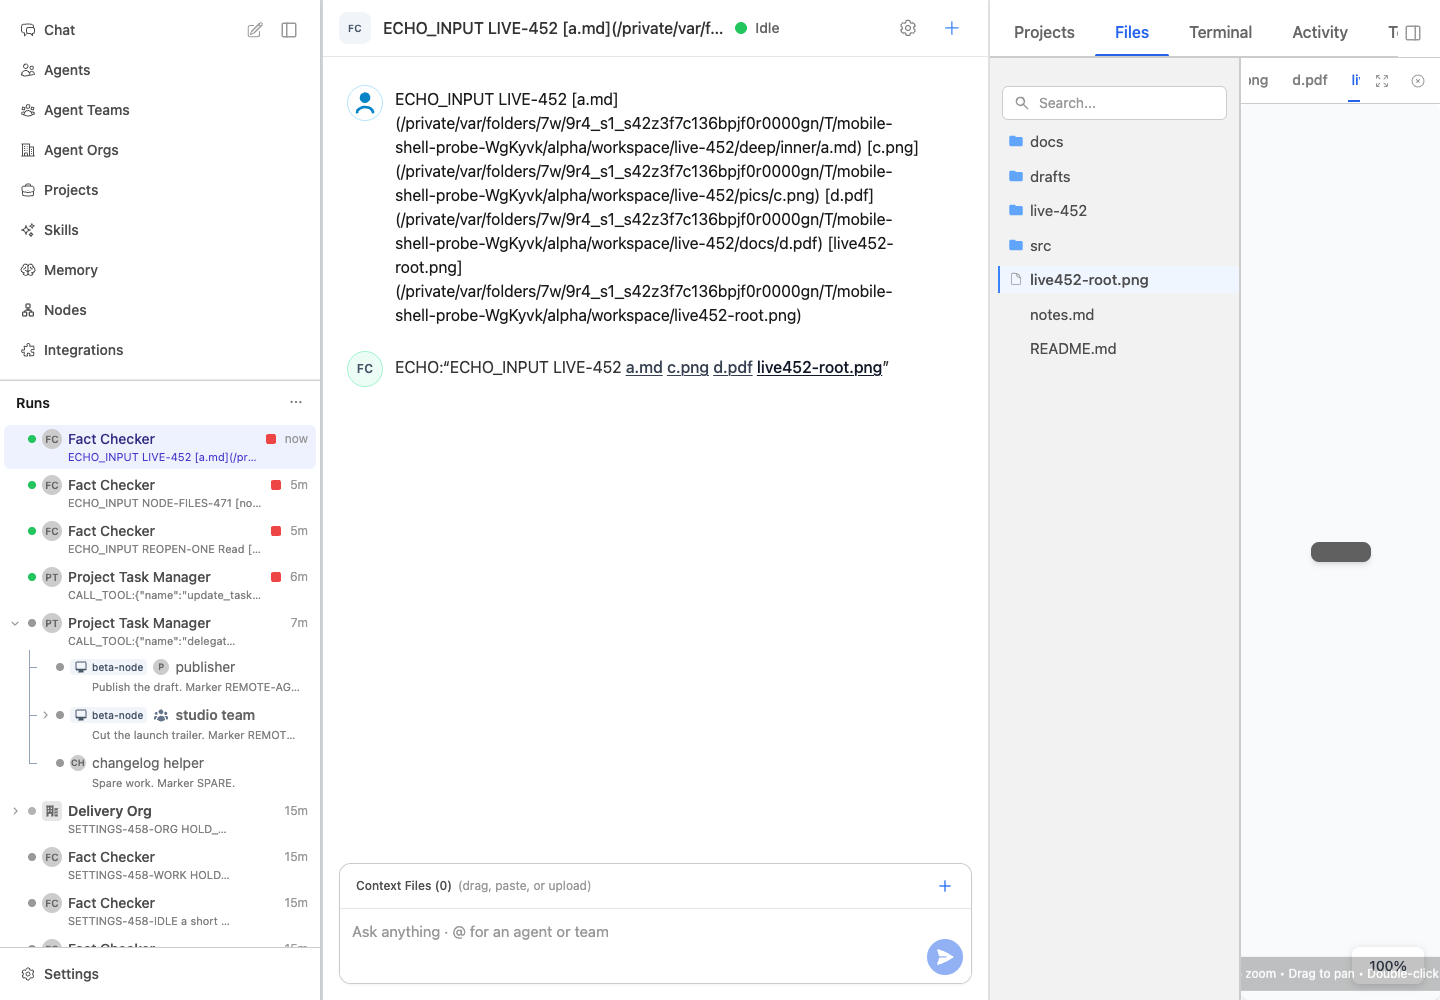 Chat
Agents
Agent Teams
Agent Orgs
Projects
Skills
Memory
Nodes
Integrations
Runs
FC Fact Checker now
ECHO_INPUT LIVE-452 [a.md](/pr...
FC Fact Checker 5m
ECHO_INPUT NODE-FILES-471 [no...
FC Fact Checker 5m
ECHO_INPUT REOPEN-ONE Read [...
PT Project Task Manager 6m
CALL_TOOL:{"name":"update_task...
PT Project Task Manager 7m
CALL_TOOL:{"name":"delegat...
beta-node P publisher
Publish the draft. Marker REMOTE-AG...
beta-node studio team
Cut the launch trailer. Marker REMOT...
CH changelog helper
Spare work. Marker SPARE.
Delivery Org 15m
SETTINGS-458-ORG HOLD_...
FC Fact Checker 15m
SETTINGS-458-WORK HOLD...
FC Fact Checker 15m
SETTINGS-458-IDLE a short ...
FC Fact Checker 15m
Settings
FC ECHO_INPUT LIVE-452 [a.md](/private/var/f... Idle
ECHO_INPUT LIVE-452 [a.md]
(/private/var/folders/7w/9r4_s1_s42z3f7c136bpjf0r0000gn/T/mobile-
shell-probe-WgKyvk/alpha/workspace/live-452/deep/inner/a.md) [c.png]
(/private/var/folders/7w/9r4_s1_s42z3f7c136bpjf0r0000gn/T/mobile-
shell-probe-WgKyvk/alpha/workspace/live-452/pics/c.png) [d.pdf]
(/private/var/folders/7w/9r4_s1_s42z3f7c136bpjf0r0000gn/T/mobile-
shell-probe-WgKyvk/alpha/workspace/live-452/docs/d.pdf) [live452-
root.png]
(/private/var/folders/7w/9r4_s1_s42z3f7c136bpjf0r0000gn/T/mobile-
shell-probe-WgKyvk/alpha/workspace/live452-root.png)
FC ECHO:“ECHO_INPUT LIVE-452 a.md c.png d.pdf live452-root.png”
Context Files (0) (drag, paste, or upload)
Ask anything · @ for an agent or team
Projects Files Terminal Activity
Search...
docs
drafts
live-452
src
live452-root.png
notes.md
README.md
d.pdf
100%
zoom • Drag to pan • Double-click